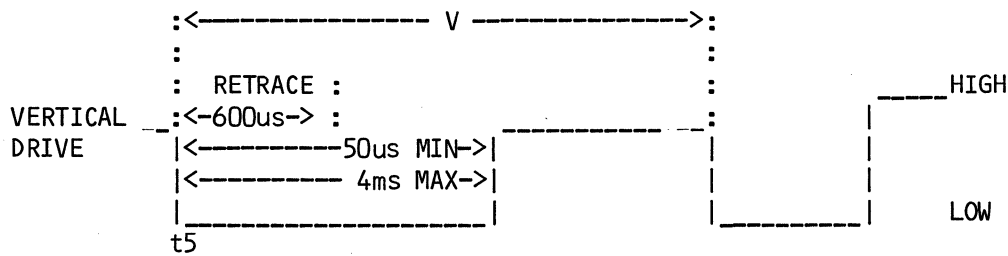 :<---------------- V ---------------->:
RETRACE :
HIGH
VERTICAL :<-600us-> :
DRIVE |<----------50us MIN->|
|<---------- 4ms MAX->|
LOW
t5